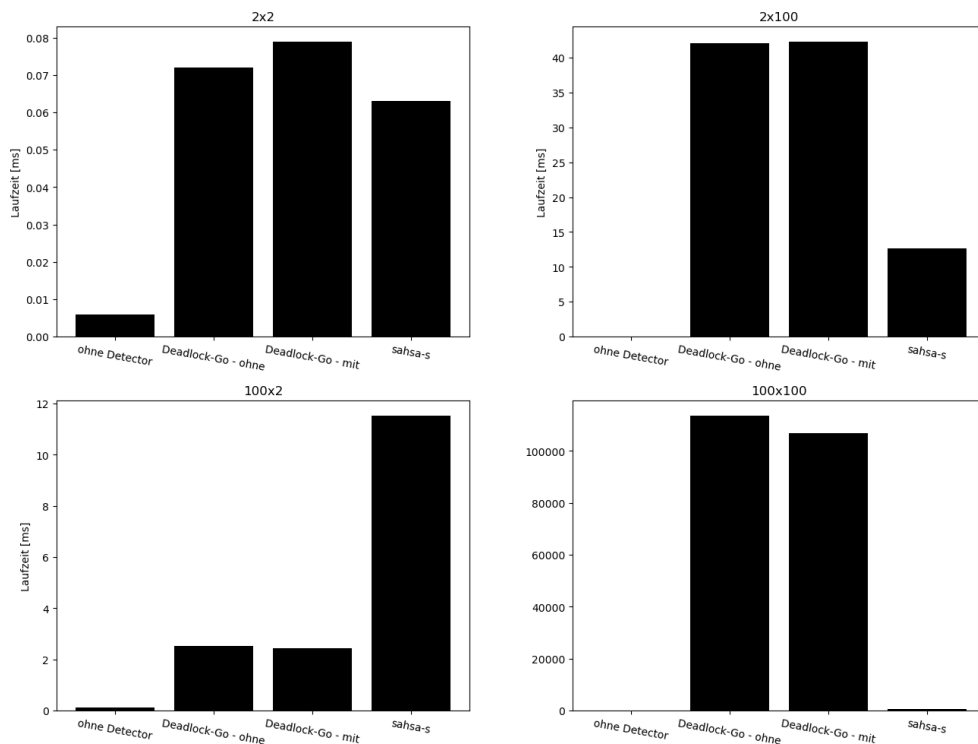 2x2
Laufzeit [ms]
0.08
0.07
0.06
0.05
0.04
0.03
0.02
0.01
0.00
ohne Detector
Deadlock-Go - ohne
Deadlock-Go - mit
sahsa-s
2x100
Laufzeit [ms]
40
35
30
25
20
15
10
5
0
ohne Detector
Deadlock-Go - ohne
Deadlock-Go - mit
sahsa-s
100x2
Laufzeit [ms]
12
10
8
6
4
2
0
ohne Detector
Deadlock-Go - ohne
Deadlock-Go - mit
sahsa-s
100x100
100000
80000
60000
40000
20000
0
ohne Detector
Deadlock-Go - ohne
Deadlock-Go - mit
sahsa-s